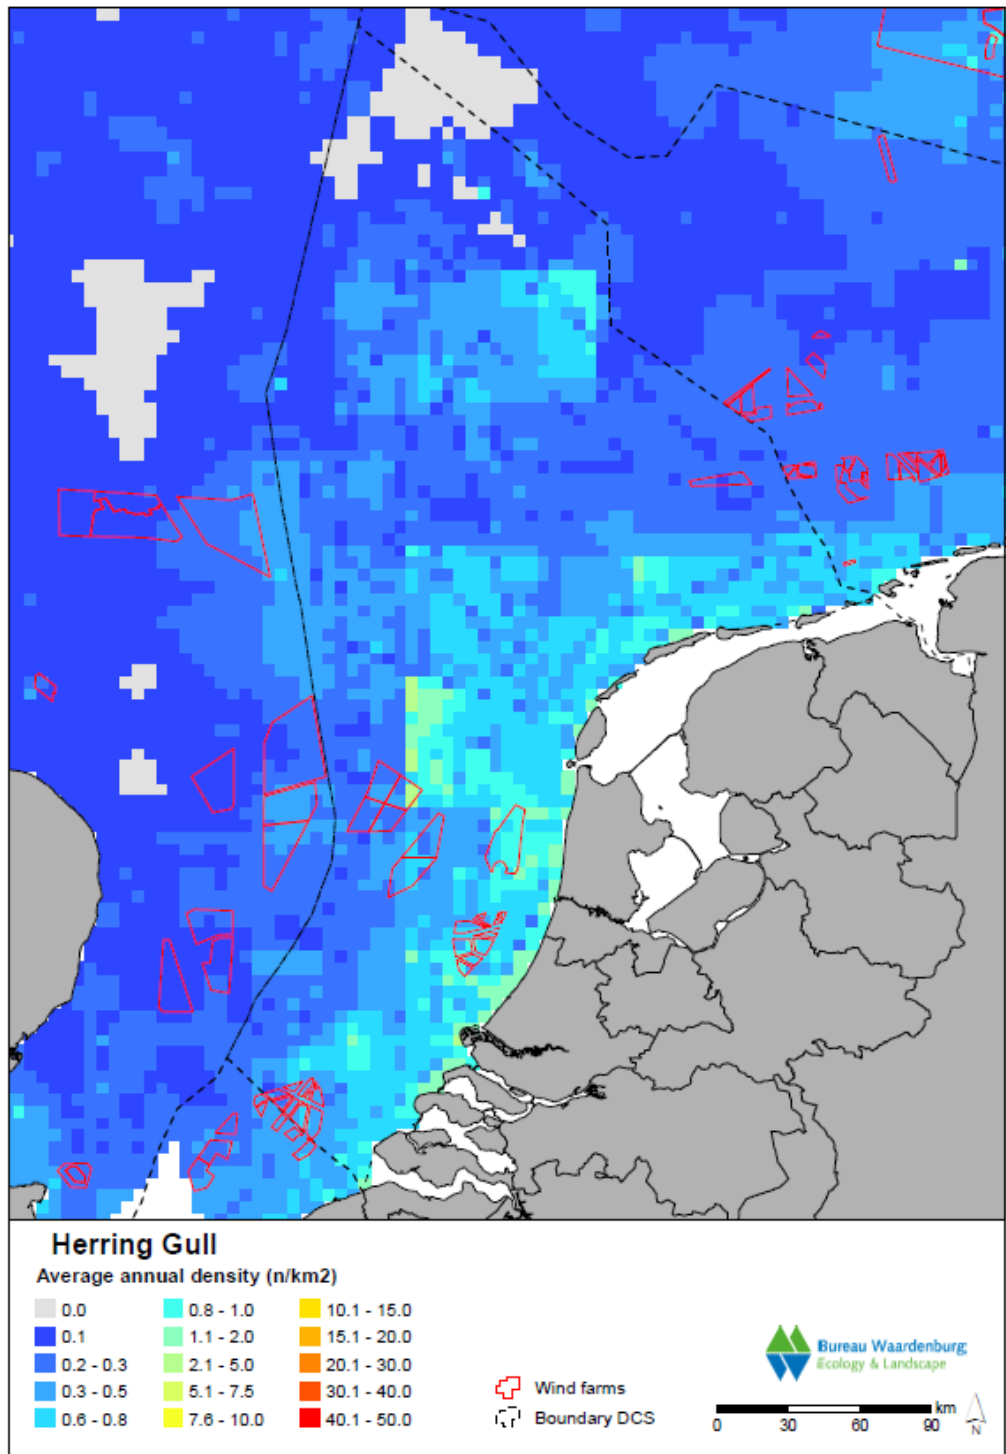 Herring Gull
Average annual density (n/km2)
0.0
0.1
0.2 - 0.3
0.3 - 0.5
0.6 - 0.8
0.8 - 1.0
1.1 - 2.0
2.1 - 5.0
5.1 - 7.5
7.6 - 10.0
10.1 - 15.0
15.1 - 20.0
20.1 - 30.0
30.1 - 40.0
40.1 - 50.0
Wind farms
Boundary DCS
Bureau Waardenburg
Ecology & Landscape
km
0 30 60 90
N